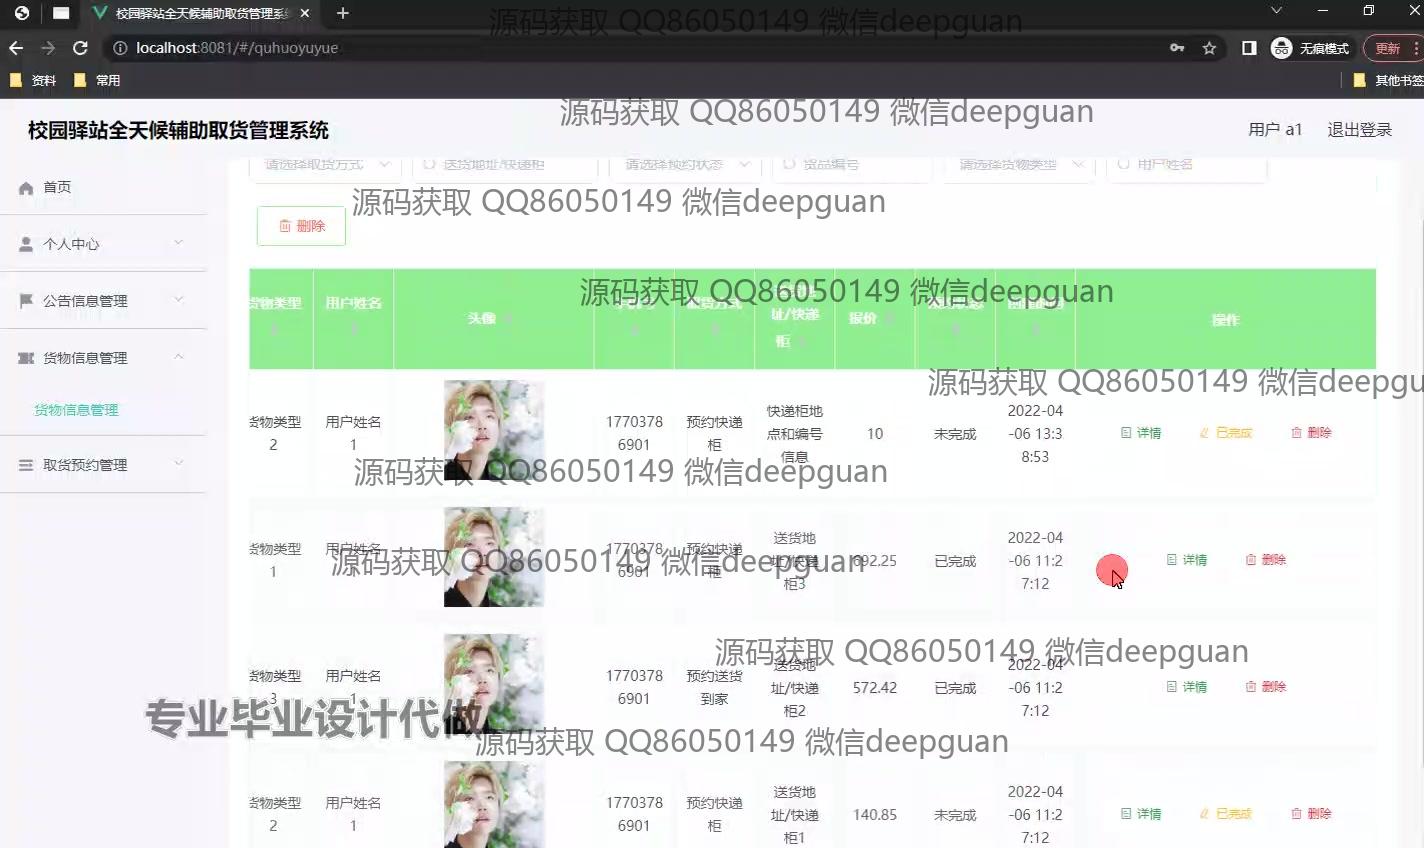 校园驿站全天候辅助取货管理系统
localhost:8081/#/quhuoyuyue
无痕模式
更新
资料
常用
其他书签
源码获取 QQ86050149 微信deepguan
源码获取 QQ86050149 微信deepguan
校园驿站全天候辅助取货管理系统
用户 a1
退出登录
请选择取货方式
送货地址/快递柜
请选择预约状态
货品编号
请选择货物类型
用户姓名
首页
个人中心
公告信息管理
货物信息管理
货物信息管理
取货预约管理
源码获取 QQ86050149 微信deepguan
删除
源码获取 QQ86050149 微信deepguan
货物类型
用户姓名
头像
址/快递
柜
报价
操作
源码获取 QQ86050149 微信deepgu
货物类型
2
用户姓名
1
1770378
6901
预约快递
柜
快递柜地
点和编号
信息
10
未完成
2022-04
-06 13:3
8:53
详情
已完成
删除
源码获取 QQ86050149 微信deepguan
货物类型
1
用户姓名
1770378
6901
预约快递
柜
送货地
址/快递
柜3
692.25
已完成
2022-04
-06 11:2
7:12
详情
删除
源码获取 QQ86050149 微信deepguan
源码获取 QQ86050149 微信deepguan
货物类型
3
用户姓名
1
1770378
6901
预约送货
到家
送货地
址/快递
柜2
572.42
已完成
2022-04
-06 11:2
7:12
详情
删除
专业毕业设计代做
源码获取 QQ86050149 微信deepguan
货物类型
2
用户姓名
1
1770378
6901
预约快递
柜
送货地
址/快递
柜1
140.85
未完成
2022-04
-06 11:2
7:12
详情
已完成
删除